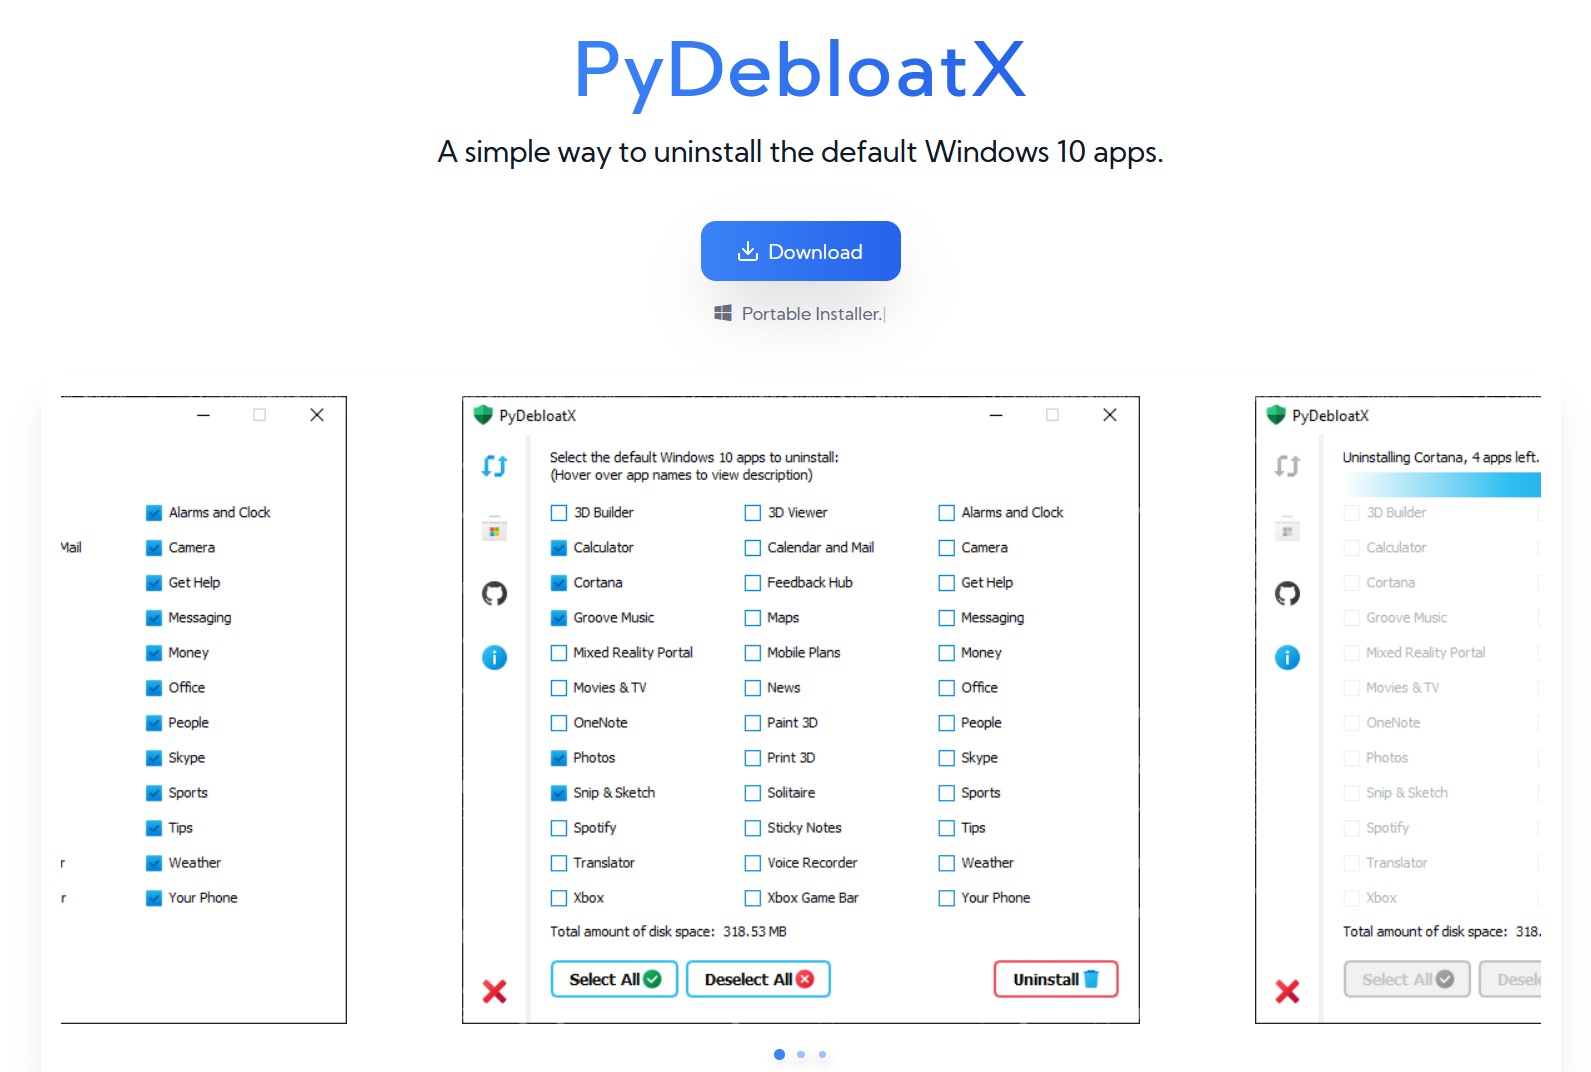 PyDebloatX
A simple way to uninstall the default Windows 10 apps.
Download
Portable Installer.
Alarms and Clock
Mail
Camera
Get Help
Messaging
Money
Office
People
Skype
Sports
Tips
r
Weather
r
Your Phone
PyDebloatX
Select the default Windows 10 apps to uninstall:
(Hover over app names to view description)
3D Builder 3D Viewer Alarms and Clock
Calculator Calendar and Mail Camera
Cortana Feedback Hub Get Help
Groove Music Maps Messaging
Mixed Reality Portal Mobile Plans Money
Movies & TV News Office
OneNote Paint 3D People
Photos Print 3D Skype
Snip & Sketch Solitaire Sports
Spotify Sticky Notes Tips
Translator Voice Recorder Weather
Xbox Xbox Game Bar Your Phone
Total amount of disk space: 318.53 MB
Select All Deselect All Uninstall
PyDebloatX
Uninstalling Cortana, 4 apps left.
3D Builder
Calculator
Cortana
Groove Music
Mixed Reality Portal
Movies & TV
OneNote
Photos
Snip & Sketch
Spotify
Translator
Xbox
Total amount of disk space: 318.
Select All Desele